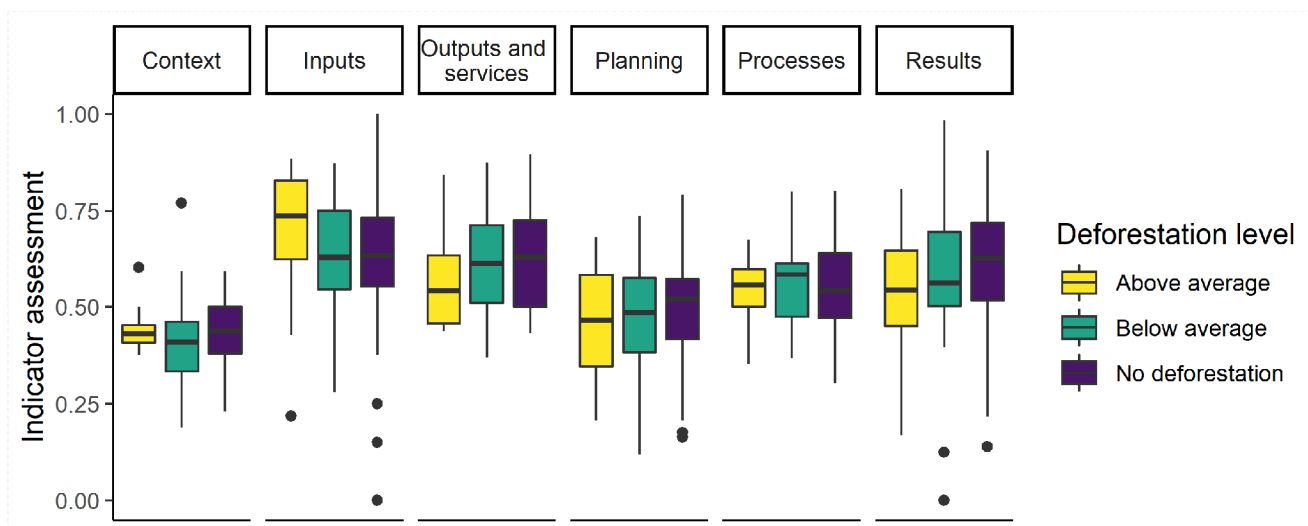 Context
Inputs
Outputs and
services
Planning
Processes
Results
1.00
0.75
0.50
0.25
0.00
Indicator assessment
Deforestation level
Above average
Below average
No deforestation